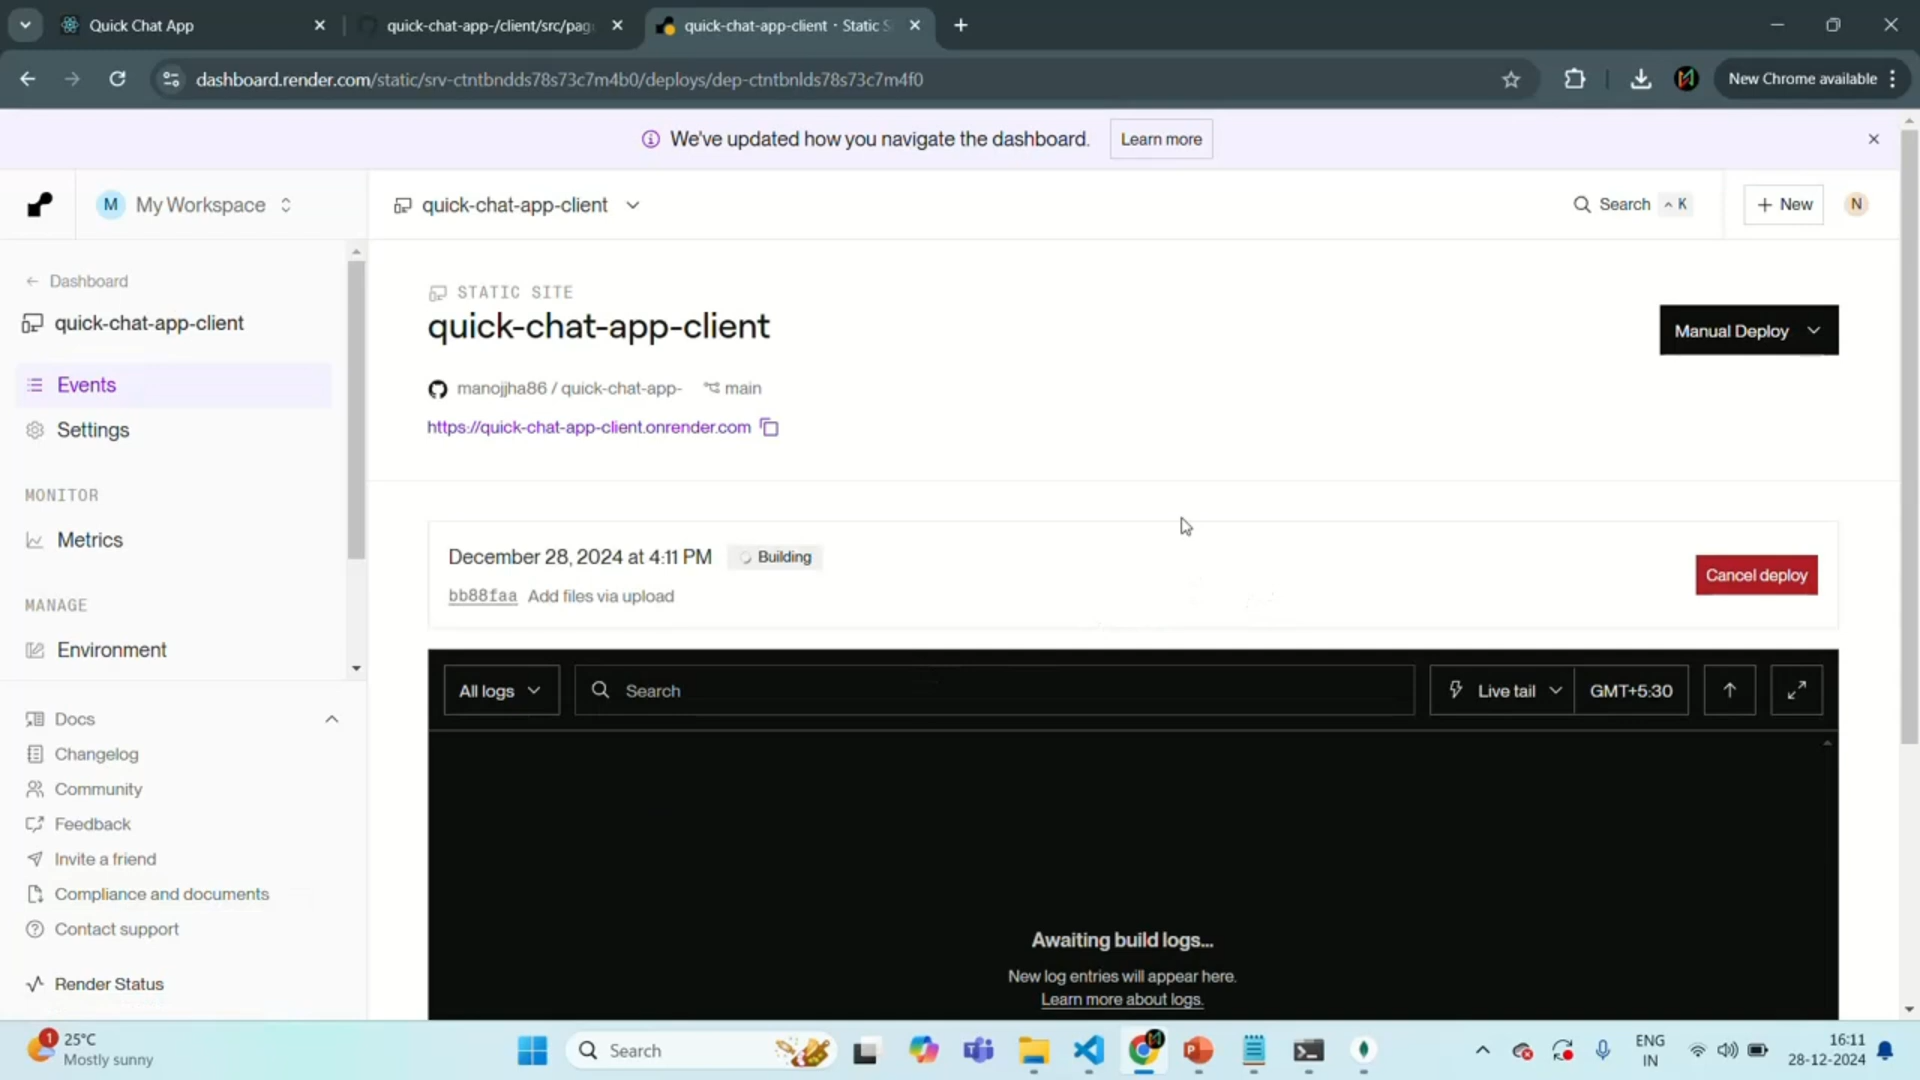 Quick Chat App
quick-chat-app-/client/src/pag
quick-chat-app-client · Static S
dashboard.render.com/static/srv-ctntbndds78s73c7m4b0/deploys/dep-ctntbnlds78s73c7m4f0
New Chrome available
We've updated how you navigate the dashboard.
Learn more
M My Workspace
quick-chat-app-client
Search ^ K
+ New
N
← Dashboard
quick-chat-app-client
Events
Settings
MONITOR
Metrics
MANAGE
Environment
Docs
Changelog
Community
Feedback
Invite a friend
Compliance and documents
Contact support
Render Status
STATIC SITE
quick-chat-app-client
Manual Deploy
manojjha86 / quick-chat-app- main
https://quick-chat-app-client.onrender.com
December 28, 2024 at 4:11 PM Building
bb88faa Add files via upload
Cancel deploy
All logs
Search
Live tail
GMT+5:30
Awaiting build logs...
New log entries will appear here.
Learn more about logs.
1
25°C
Mostly sunny
Search
ENG
IN
16:11
28-12-2024